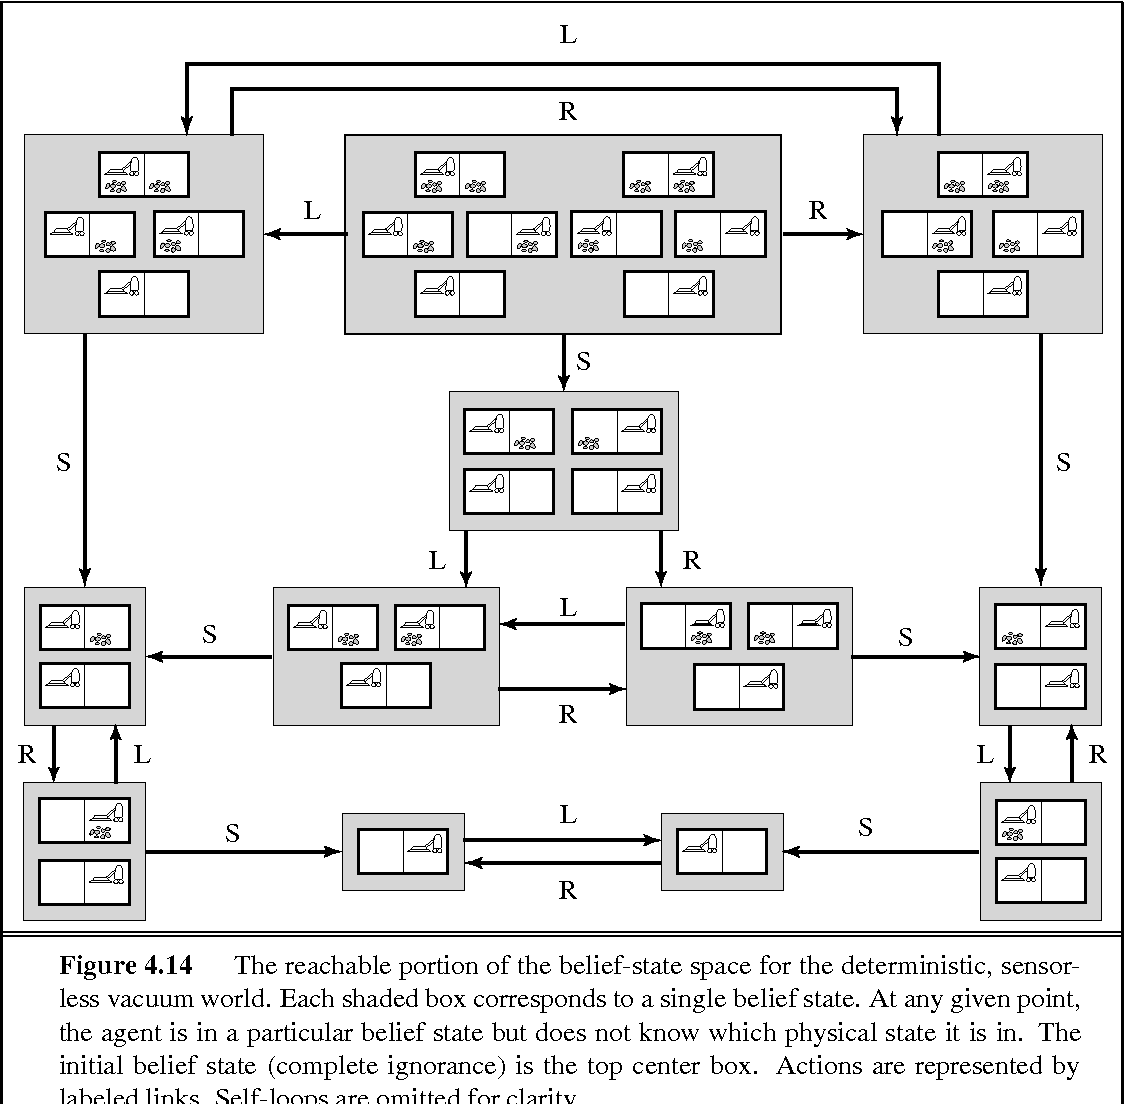 L
R
L
R
S
S
S
L
R
L
S
S
R
R
L
L
R
S
L
S
R
Figure 4.14 The reachable portion of the belief-state space for the deterministic, sensor-
less vacuum world. Each shaded box corresponds to a single belief state. At any given point,
the agent is in a particular belief state but does not know which physical state it is in. The
initial belief state (complete ignorance) is the top center box. Actions are represented by
labeled links. Self-loops are omitted for clarity.